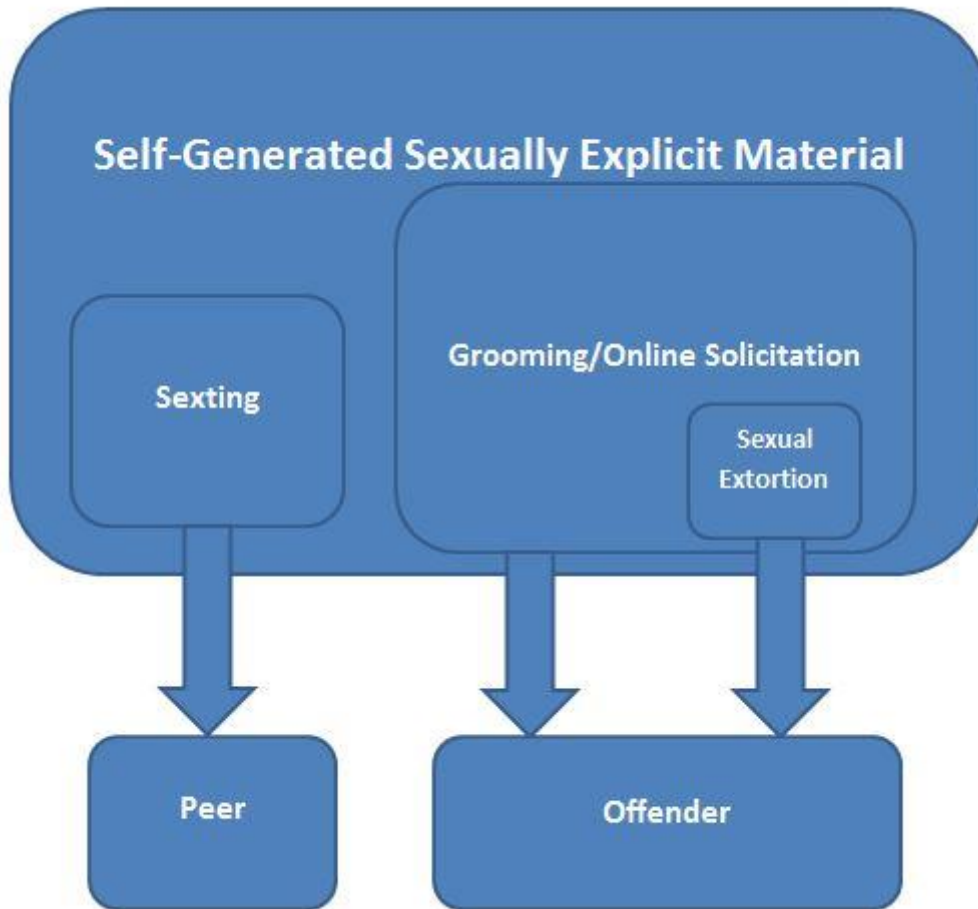 Self-Generated Sexually Explicit Material
Grooming/Online Solicitation
Sexting
Sexual
Extortion
Peer
Offender